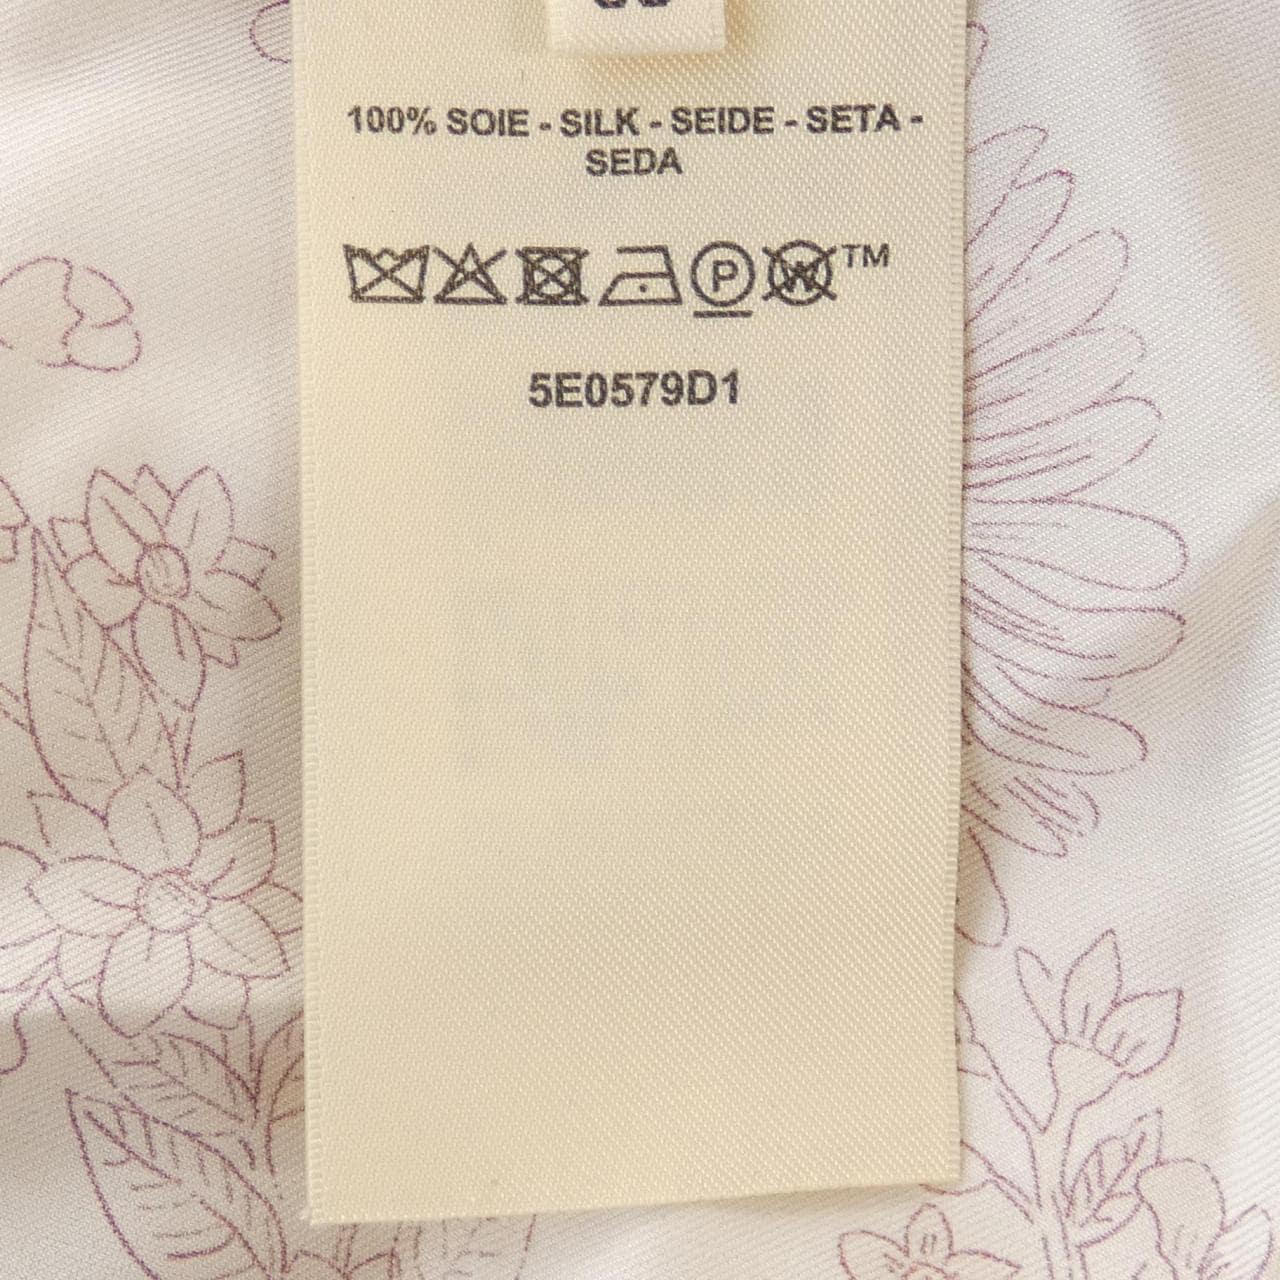 100% SOIE - SILK - SEIDE - SETA -
SEDA
P W TM
5E0579D1